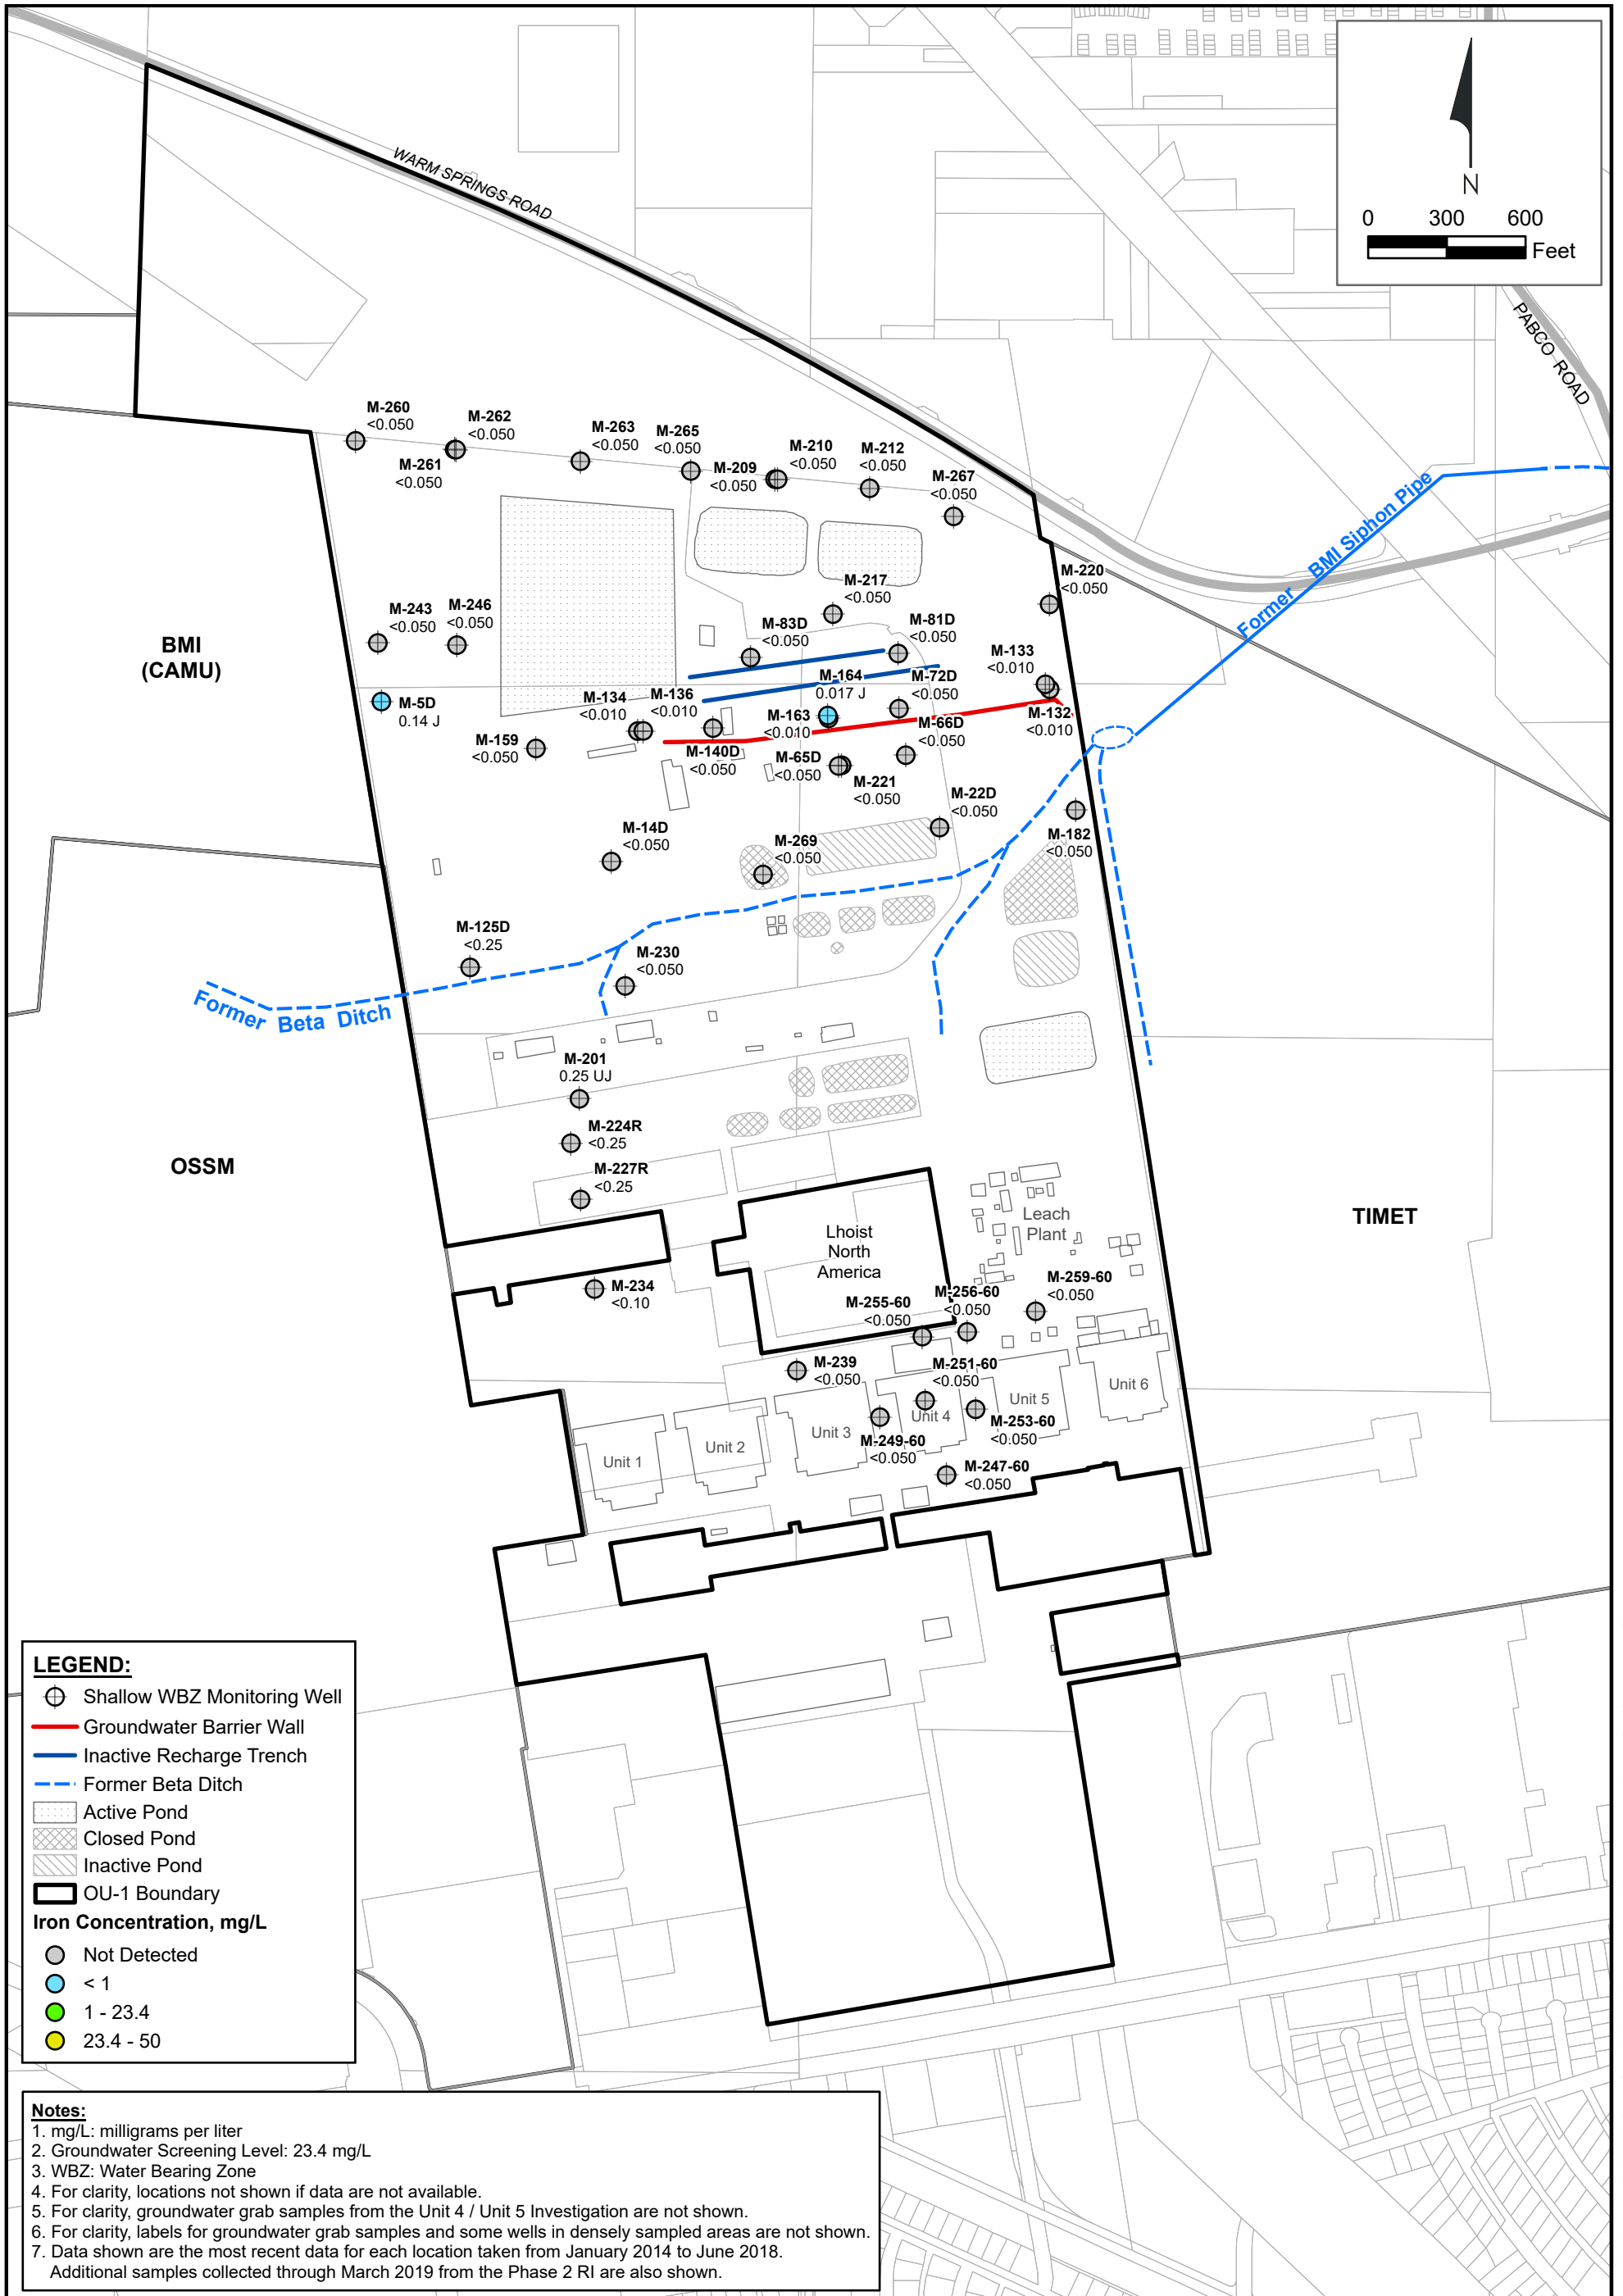 N
0 300 600
Feet
WARM SPRINGS ROAD
PABCO ROAD
M-260
<0.050
M-262
<0.050
M-261
<0.050
M-263
<0.050
M-265
<0.050
M-209
<0.050
M-210
<0.050
M-212
<0.050
M-267
<0.050
Former BMI Siphon Pipe
M-220
<0.050
M-217
<0.050
M-243
<0.050
M-246
<0.050
M-83D
<0.050
M-81D
<0.050
BMI
(CAMU)
M-133
<0.010
M-5D
0.14 J
M-134
<0.010
M-136
<0.010
M-164
0.017 J
M-72D
<0.050
M-163
<0.010
M-132
<0.010
M-159
<0.050
M-140D
<0.050
M-65D
<0.050
M-66D
<0.050
M-221
<0.050
M-22D
<0.050
M-182
<0.050
M-14D
<0.050
M-269
<0.050
M-125D
<0.25
M-230
<0.050
Former Beta Ditch
M-201
0.25 UJ
M-224R
<0.25
M-227R
<0.25
OSSM
TIMET
Leach
Plant
Lhoist
North
America
M-234
<0.10
M-255-60
<0.050
M-256-60
<0.050
M-259-60
<0.050
M-239
<0.050
M-251-60
<0.050
M-253-60
<0.050
M-249-60
<0.050
M-247-60
<0.050
Unit 1
Unit 2
Unit 3
Unit 4
Unit 5
Unit 6
LEGEND:
Shallow WBZ Monitoring Well
Groundwater Barrier Wall
Inactive Recharge Trench
Former Beta Ditch
Active Pond
Closed Pond
Inactive Pond
OU-1 Boundary
Iron Concentration, mg/L
Not Detected
< 1
1 - 23.4
23.4 - 50
Notes:
1. mg/L: milligrams per liter
2. Groundwater Screening Level: 23.4 mg/L
3. WBZ: Water Bearing Zone
4. For clarity, locations not shown if data are not available.
5. For clarity, groundwater grab samples from the Unit 4 / Unit 5 Investigation are not shown.
6. For clarity, labels for groundwater grab samples and some wells in densely sampled areas are not shown.
7. Data shown are the most recent data for each location taken from January 2014 to June 2018.
Additional samples collected through March 2019 from the Phase 2 RI are also shown.